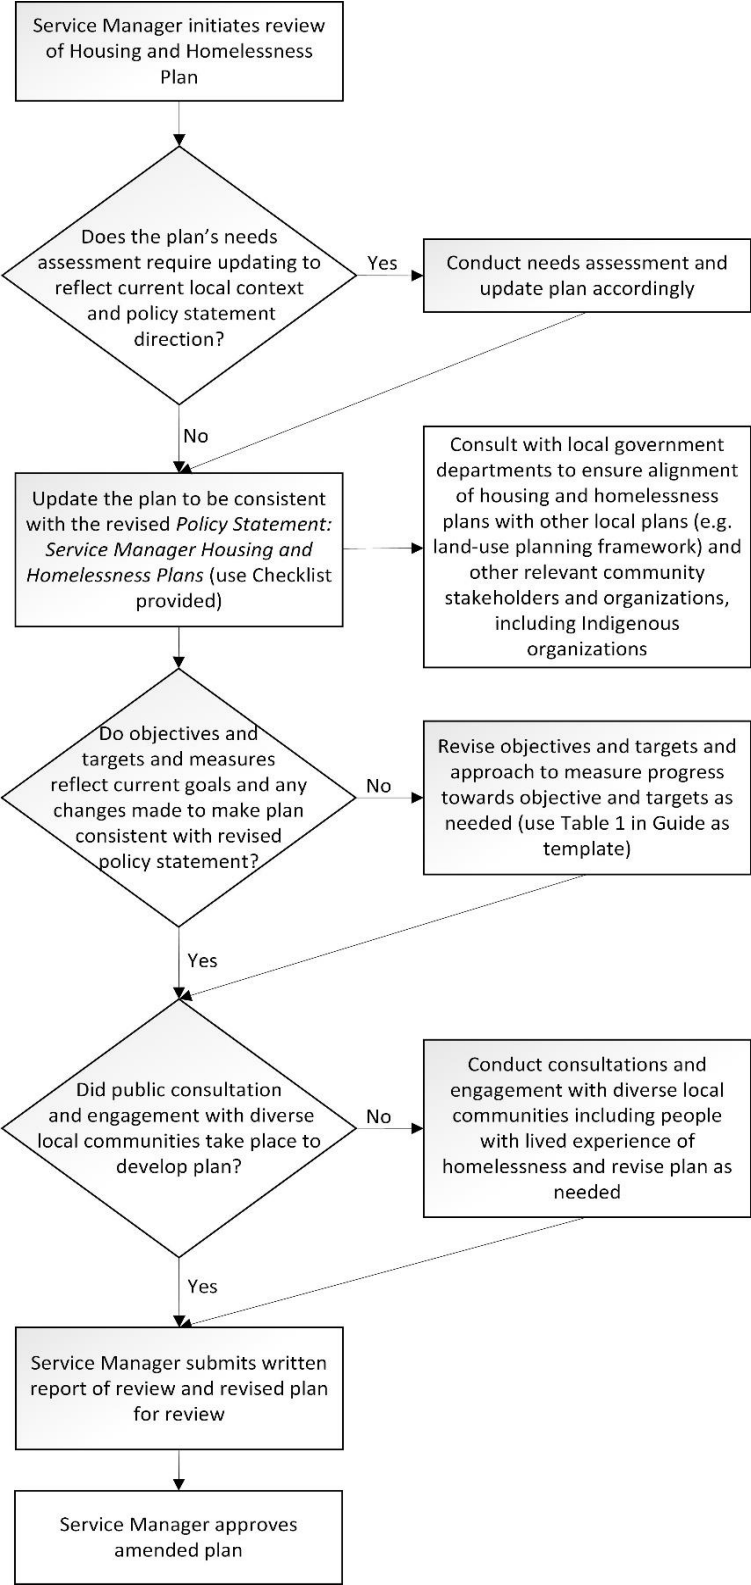 Service Manager initiates review
of Housing and Homelessness
Plan
Does the plan’s needs
assessment require updating to
reflect current local context
and policy statement
direction?
Yes
Conduct needs assessment and
update plan accordingly
No
Update the plan to be consistent
with the revised Policy Statement:
Service Manager Housing and
Homelessness Plans (use Checklist
provided)
Consult with local government
departments to ensure alignment
of housing and homelessness
plans with other local plans (e.g.
land-use planning framework) and
other relevant community
stakeholders and organizations,
including Indigenous
organizations
Do objectives and
targets and measures
reflect current goals and any
changes made to make plan
consistent with revised
policy statement?
No
Revise objectives and targets and
approach to measure progress
towards objective and targets as
needed (use Table 1 in Guide as
template)
Yes
Did public consultation
and engagement with diverse
local communities take place to
develop plan?
No
Conduct consultations and
engagement with diverse local
communities including people
with lived experience of
homelessness and revise plan as
needed
Yes
Service Manager submits written
report of review and revised plan
for review
Service Manager approves
amended plan